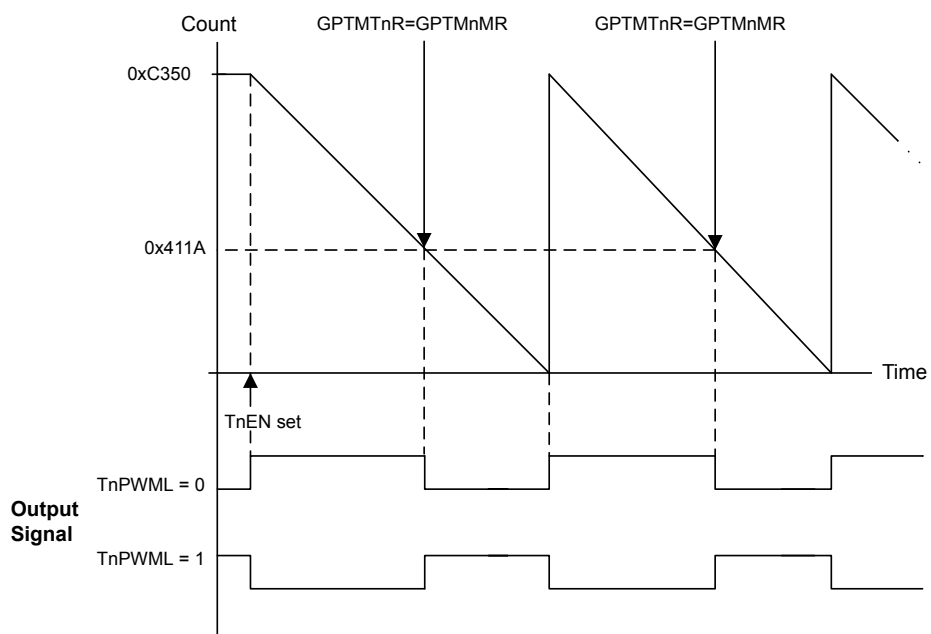 Count
GPTMTnR=GPTMnMR
GPTMTnR=GPTMnMR
0xC350
0x411A
Time
TnEN set
TnPWML = 0
Output
Signal
TnPWML = 1